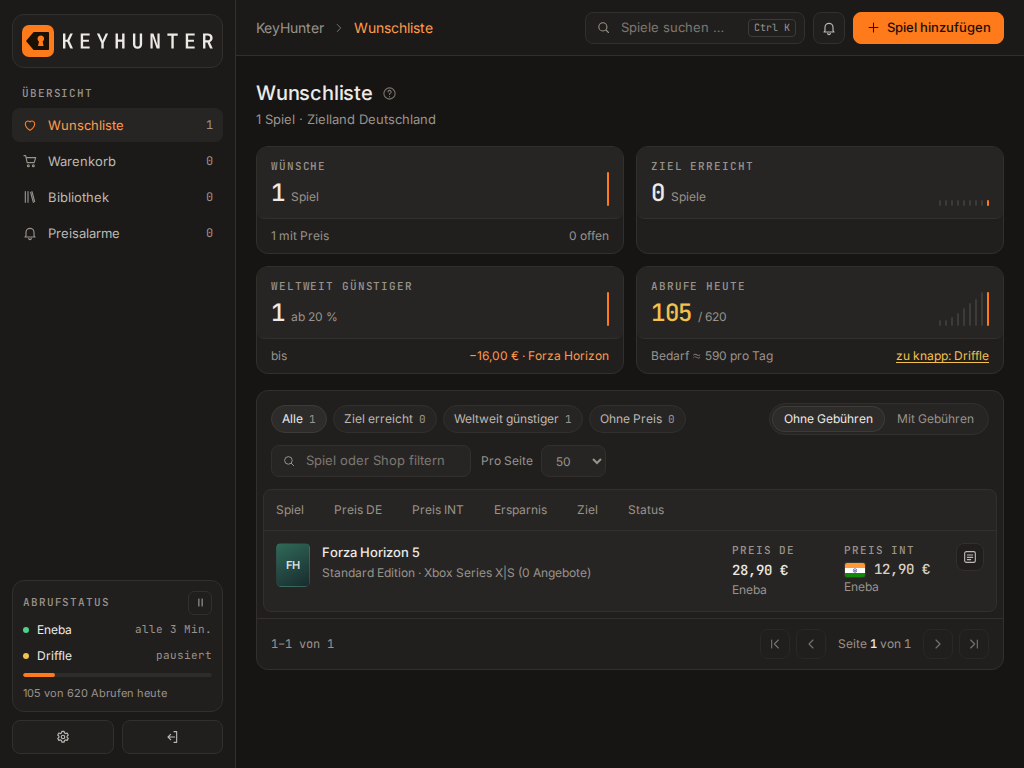 KEYHUNTER
ÜBERSICHT
Wunschliste 1
Warenkorb 0
Bibliothek 0
Preisalarme 0
ABRUFSTATUS
Eneba alle 3 Min.
Driffle pausiert
105 von 620 Abrufen heute
KeyHunter > Wunschliste
Spiele suchen ... Ctrl K
+ Spiel hinzufügen
Wunschliste
1 Spiel · Zielland Deutschland
WÜNSCHE
1 Spiel
1 mit Preis 0 offen
ZIEL ERREICHT
0 Spiele
WELTWEIT GÜNSTIGER
1 ab 20 %
bis −16,00 € · Forza Horizon
ABRUFE HEUTE
105 / 620
Bedarf ≈ 590 pro Tag zu knapp: Driffle
Alle 1 Ziel erreicht 0 Weltweit günstiger 1 Ohne Preis 0 Ohne Gebühren Mit Gebühren
Spiel oder Shop filtern Pro Seite 50
Spiel Preis DE Preis INT Ersparnis Ziel Status
FH
Forza Horizon 5
Standard Edition · Xbox Series X|S (0 Angebote)
PREIS DE
28,90 €
Eneba
PREIS INT
12,90 €
Eneba
1–1 von 1 Seite 1 von 1